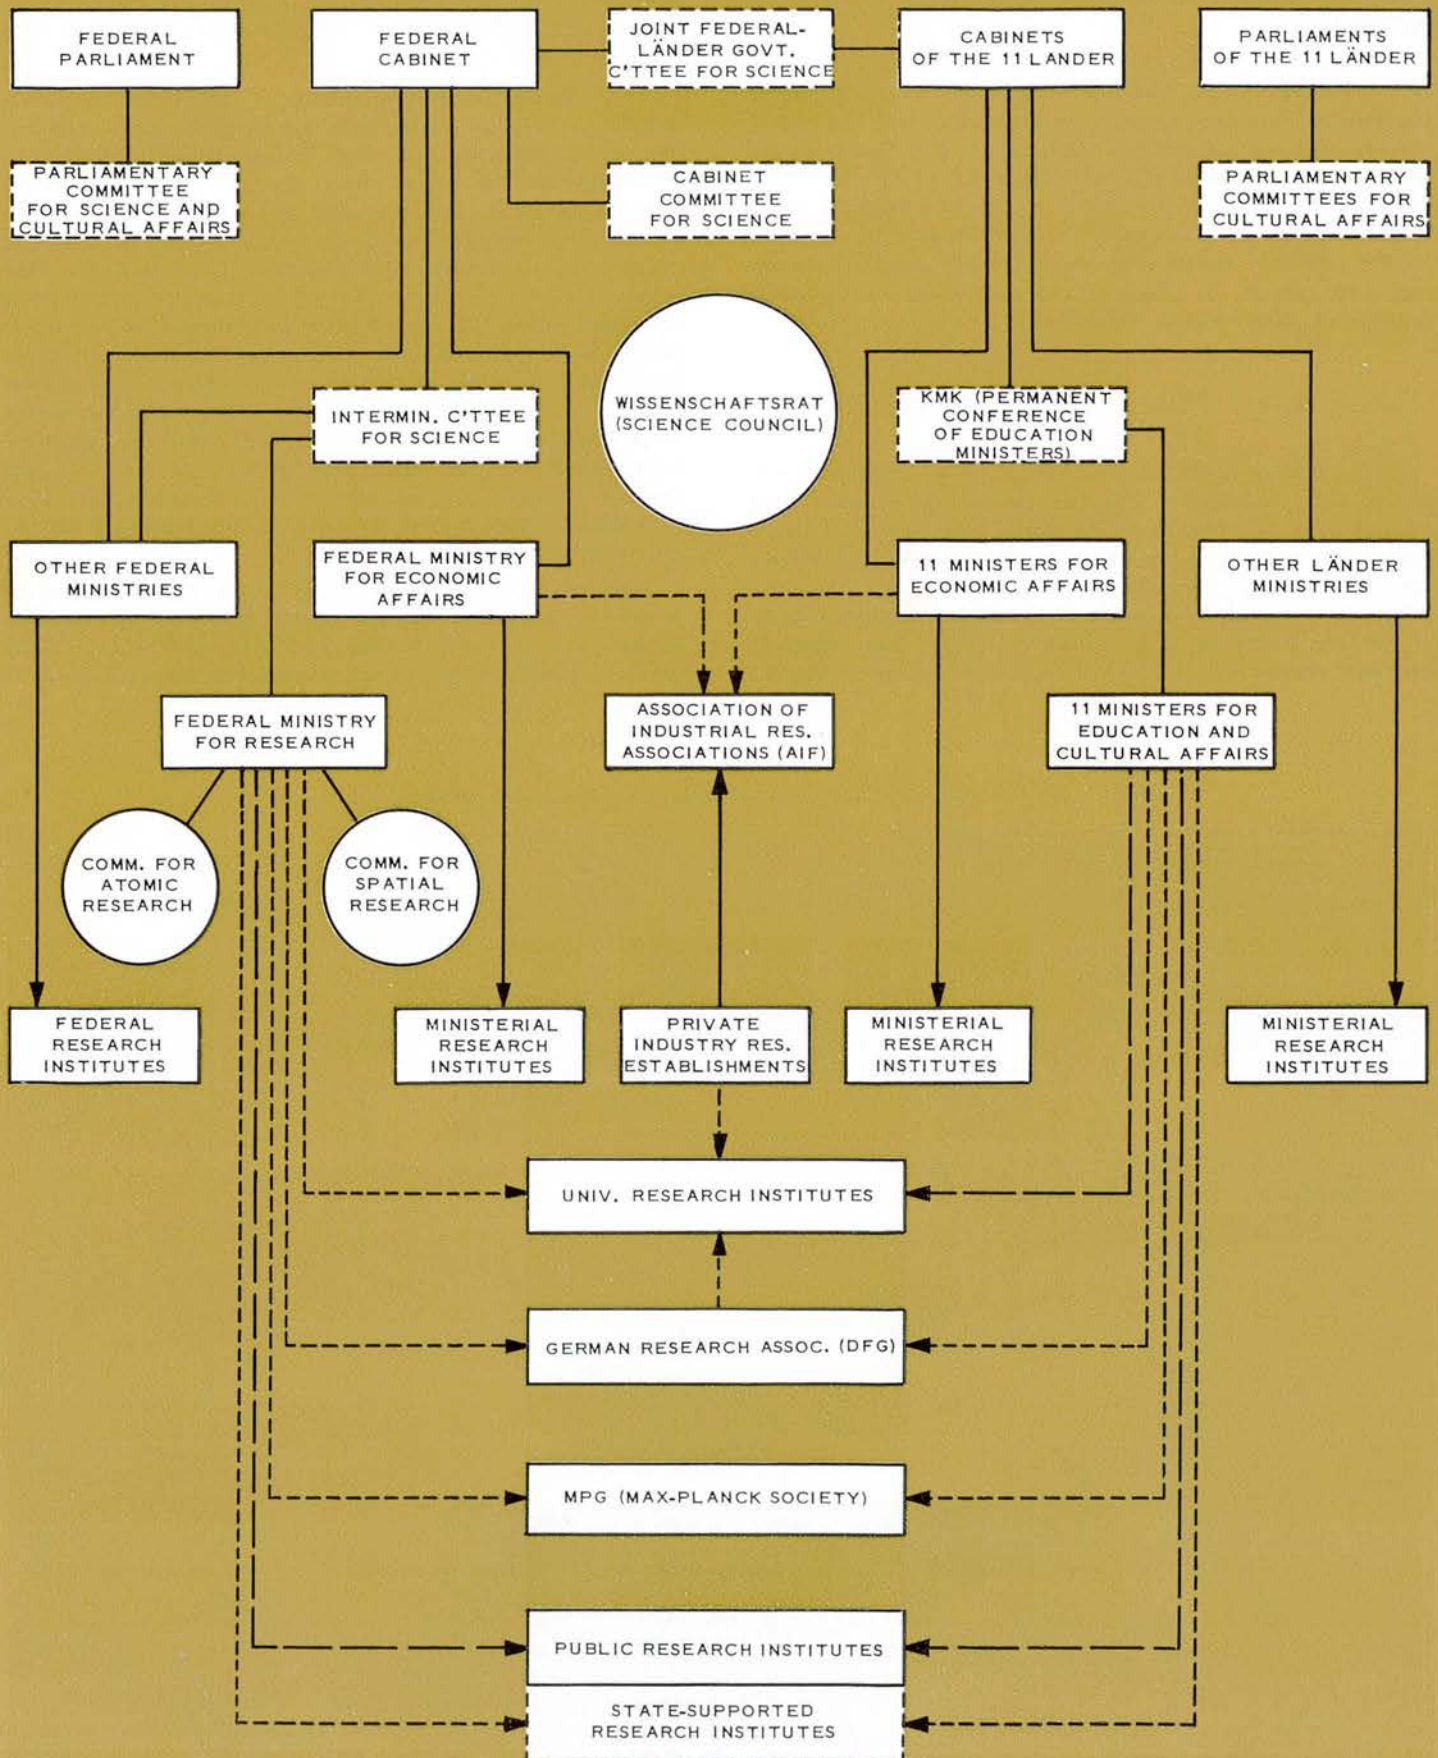 FEDERAL
PARLIAMENT
FEDERAL
CABINET
JOINT FEDERAL-
LÄNDER GOVT.
C'TTEE FOR SCIENCE
CABINETS
OF THE 11 LANDER
PARLIAMENTS
OF THE 11 LÄNDER
PARLIAMENTARY
COMMITTEE
FOR SCIENCE AND
CULTURAL AFFAIRS
CABINET
COMMITTEE
FOR SCIENCE
PARLIAMENTARY
COMMITTEES FOR
CULTURAL AFFAIRS
INTERMIN. C'TTEE
FOR SCIENCE
WISSENSCHAFTSRAT
(SCIENCE COUNCIL)
KMK (PERMANENT
CONFERENCE
OF EDUCATION
MINISTERS)
OTHER FEDERAL
MINISTRIES
FEDERAL MINISTRY
FOR ECONOMIC
AFFAIRS
11 MINISTERS FOR
ECONOMIC AFFAIRS
OTHER LÄNDER
MINISTRIES
FEDERAL MINISTRY
FOR RESEARCH
ASSOCIATION OF
INDUSTRIAL RES.
ASSOCIATIONS (AIF)
11 MINISTERS FOR
EDUCATION AND
CULTURAL AFFAIRS
COMM. FOR
ATOMIC
RESEARCH
COMM. FOR
SPATIAL
RESEARCH
FEDERAL
RESEARCH
INSTITUTES
MINISTERIAL
RESEARCH
INSTITUTES
PRIVATE
INDUSTRY RES.
ESTABLISHMENTS
MINISTERIAL
RESEARCH
INSTITUTES
MINISTERIAL
RESEARCH
INSTITUTES
UNIV. RESEARCH INSTITUTES
GERMAN RESEARCH ASSOC. (DFG)
MPG (MAX-PLANCK SOCIETY)
PUBLIC RESEARCH INSTITUTES
STATE-SUPPORTED
RESEARCH INSTITUTES